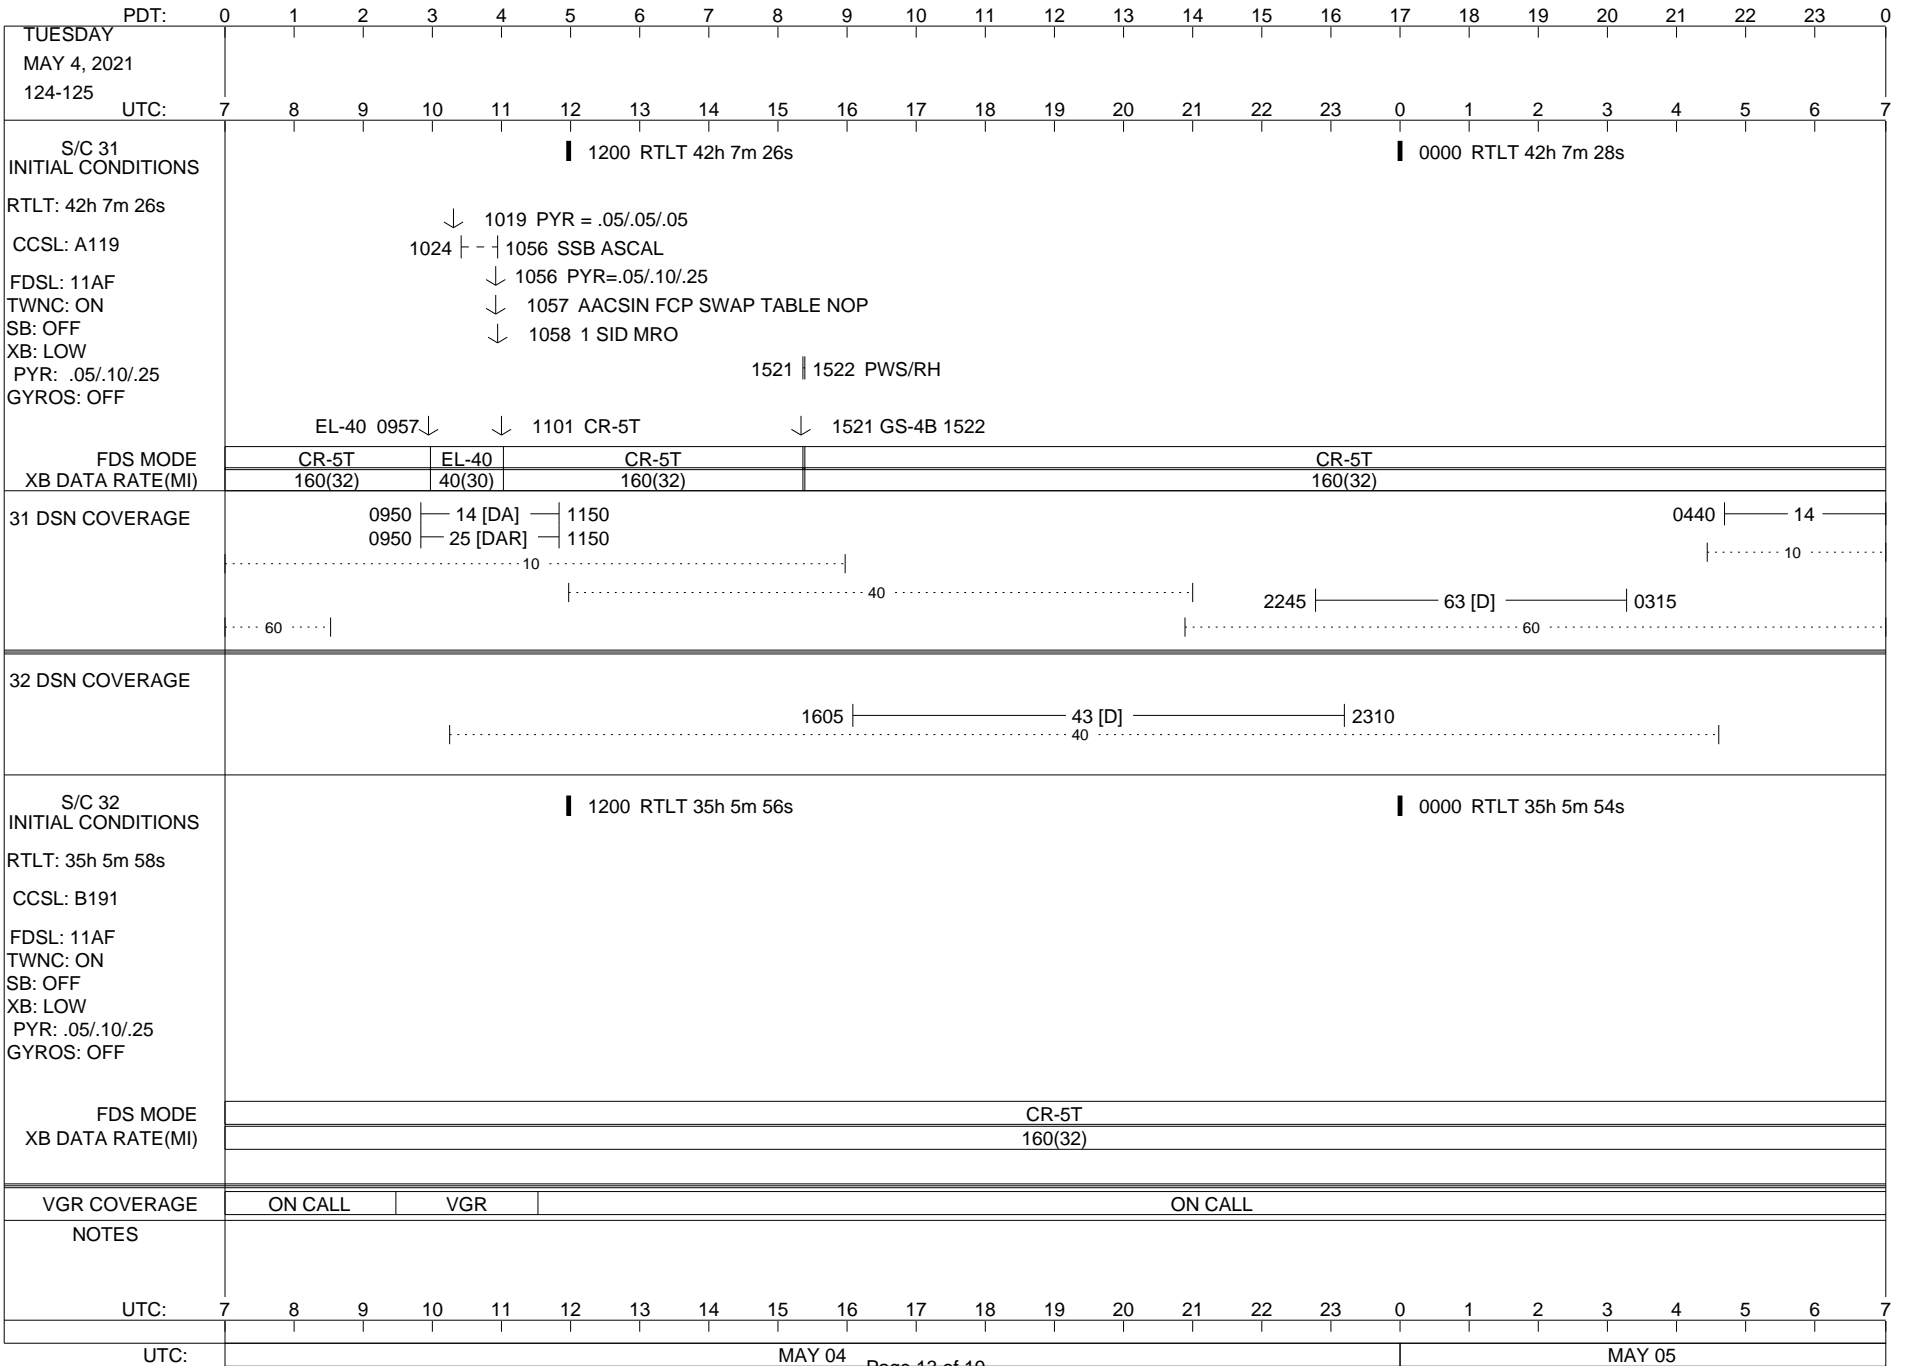 PDT: 0 1 2 3 4 5 6 7 8 9 10 11 12 13 14 15 16 17 18 19 20 21 22 23 0
TUESDAY
MAY 4, 2021
124-125
UTC: 7 8 9 10 11 12 13 14 15 16 17 18 19 20 21 22 23 0 1 2 3 4 5 6 7
S/C 31
INITIAL CONDITIONS
1200 RTLT 42h 7m 26s
0000 RTLT 42h 7m 28s
RTLT: 42h 7m 26s
1019 PYR = .05/.05/.05
CCSL: A119
1024 1056 SSB ASCAL
FDSL: 11AF
1056 PYR=.05/.10/.25
TWNC: ON
1057 AACSIN FCP SWAP TABLE NOP
SB: OFF
1058 1 SID MRO
XB: LOW
PYR: .05/.10/.25
1521 1522 PWS/RH
GYROS: OFF
EL-40 0957 1101 CR-5T 1521 GS-4B 1522
FDS MODE CR-5T EL-40 CR-5T CR-5T
XB DATA RATE(MI) 160(32) 40(30) 160(32) 160(32)
31 DSN COVERAGE
0950 14 [DA] 1150
0440 14
0950 25 [DAR] 1150
10
10
40
2245 63 [D] 0315
60
60
32 DSN COVERAGE
1605 43 [D] 2310
40
S/C 32
INITIAL CONDITIONS
1200 RTLT 35h 5m 56s
0000 RTLT 35h 5m 54s
RTLT: 35h 5m 58s
CCSL: B191
FDSL: 11AF
TWNC: ON
SB: OFF
XB: LOW
PYR: .05/.10/.25
GYROS: OFF
FDS MODE CR-5T
XB DATA RATE(MI) 160(32)
VGR COVERAGE ON CALL VGR ON CALL
NOTES
UTC: 7 8 9 10 11 12 13 14 15 16 17 18 19 20 21 22 23 0 1 2 3 4 5 6 7
UTC: MAY 04 MAY 05
Page 13 of 19